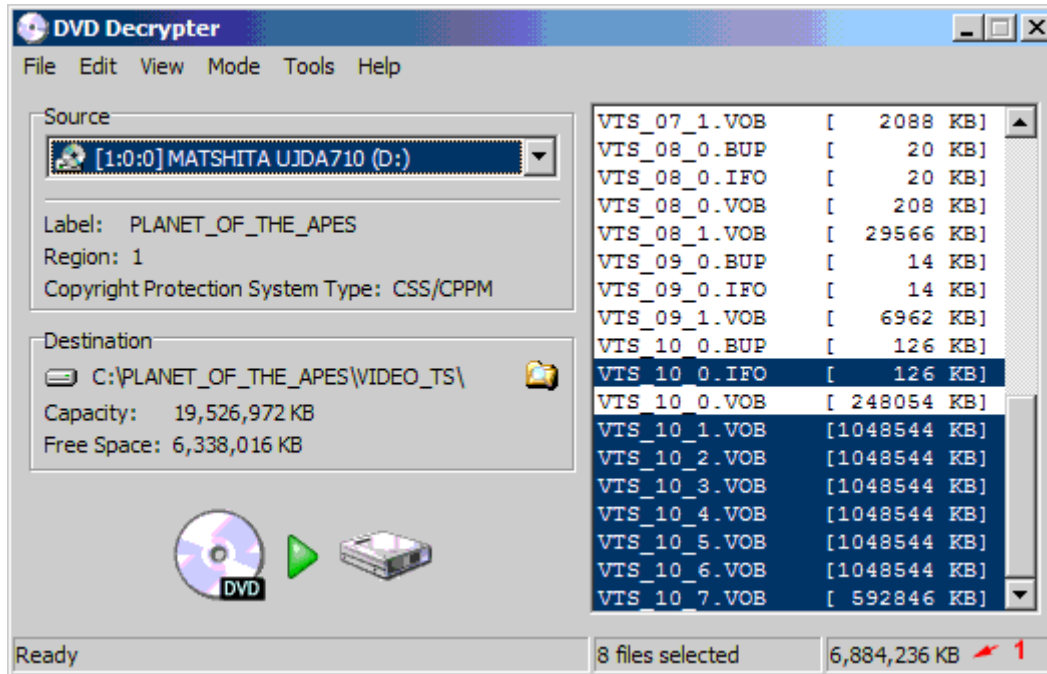 DVD Decrypter
File Edit View Mode Tools Help
Source
[1:0:0] MATSHITA UJDA710 (D:)
Label: PLANET_OF_THE_APES
Region: 1
Copyright Protection System Type: CSS/CPPM
Destination
C:\PLANET_OF_THE_APES\VIDEO_TS\
Capacity: 19,526,972 KB
Free Space: 6,338,016 KB
DVD
VTS_07_1.VOB [ 2088 KB]
VTS_08_0.BUP [ 20 KB]
VTS_08_0.IFO [ 20 KB]
VTS_08_0.VOB [ 208 KB]
VTS_08_1.VOB [ 29566 KB]
VTS_09_0.BUP [ 14 KB]
VTS_09_0.IFO [ 14 KB]
VTS_09_1.VOB [ 6962 KB]
VTS_10_0.BUP [ 126 KB]
VTS_10_0.IFO [ 126 KB]
VTS_10_0.VOB [ 248054 KB]
VTS_10_1.VOB [1048544 KB]
VTS_10_2.VOB [1048544 KB]
VTS_10_3.VOB [1048544 KB]
VTS_10_4.VOB [1048544 KB]
VTS_10_5.VOB [1048544 KB]
VTS_10_6.VOB [1048544 KB]
VTS_10_7.VOB [ 592846 KB]
Ready
8 files selected
6,884,236 KB
1